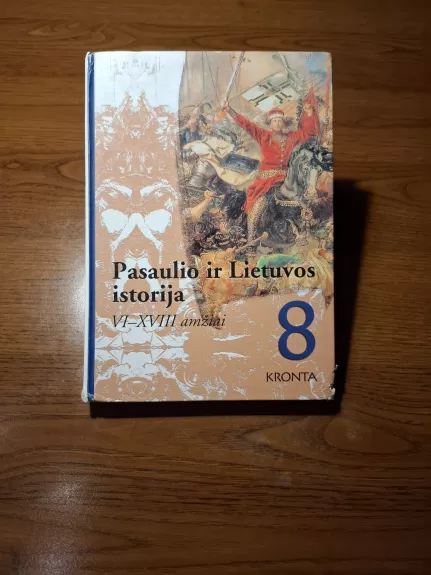 Pasaulio ir Lietuvos
istorija
VI–XVIII amžiai
8
KRONTA